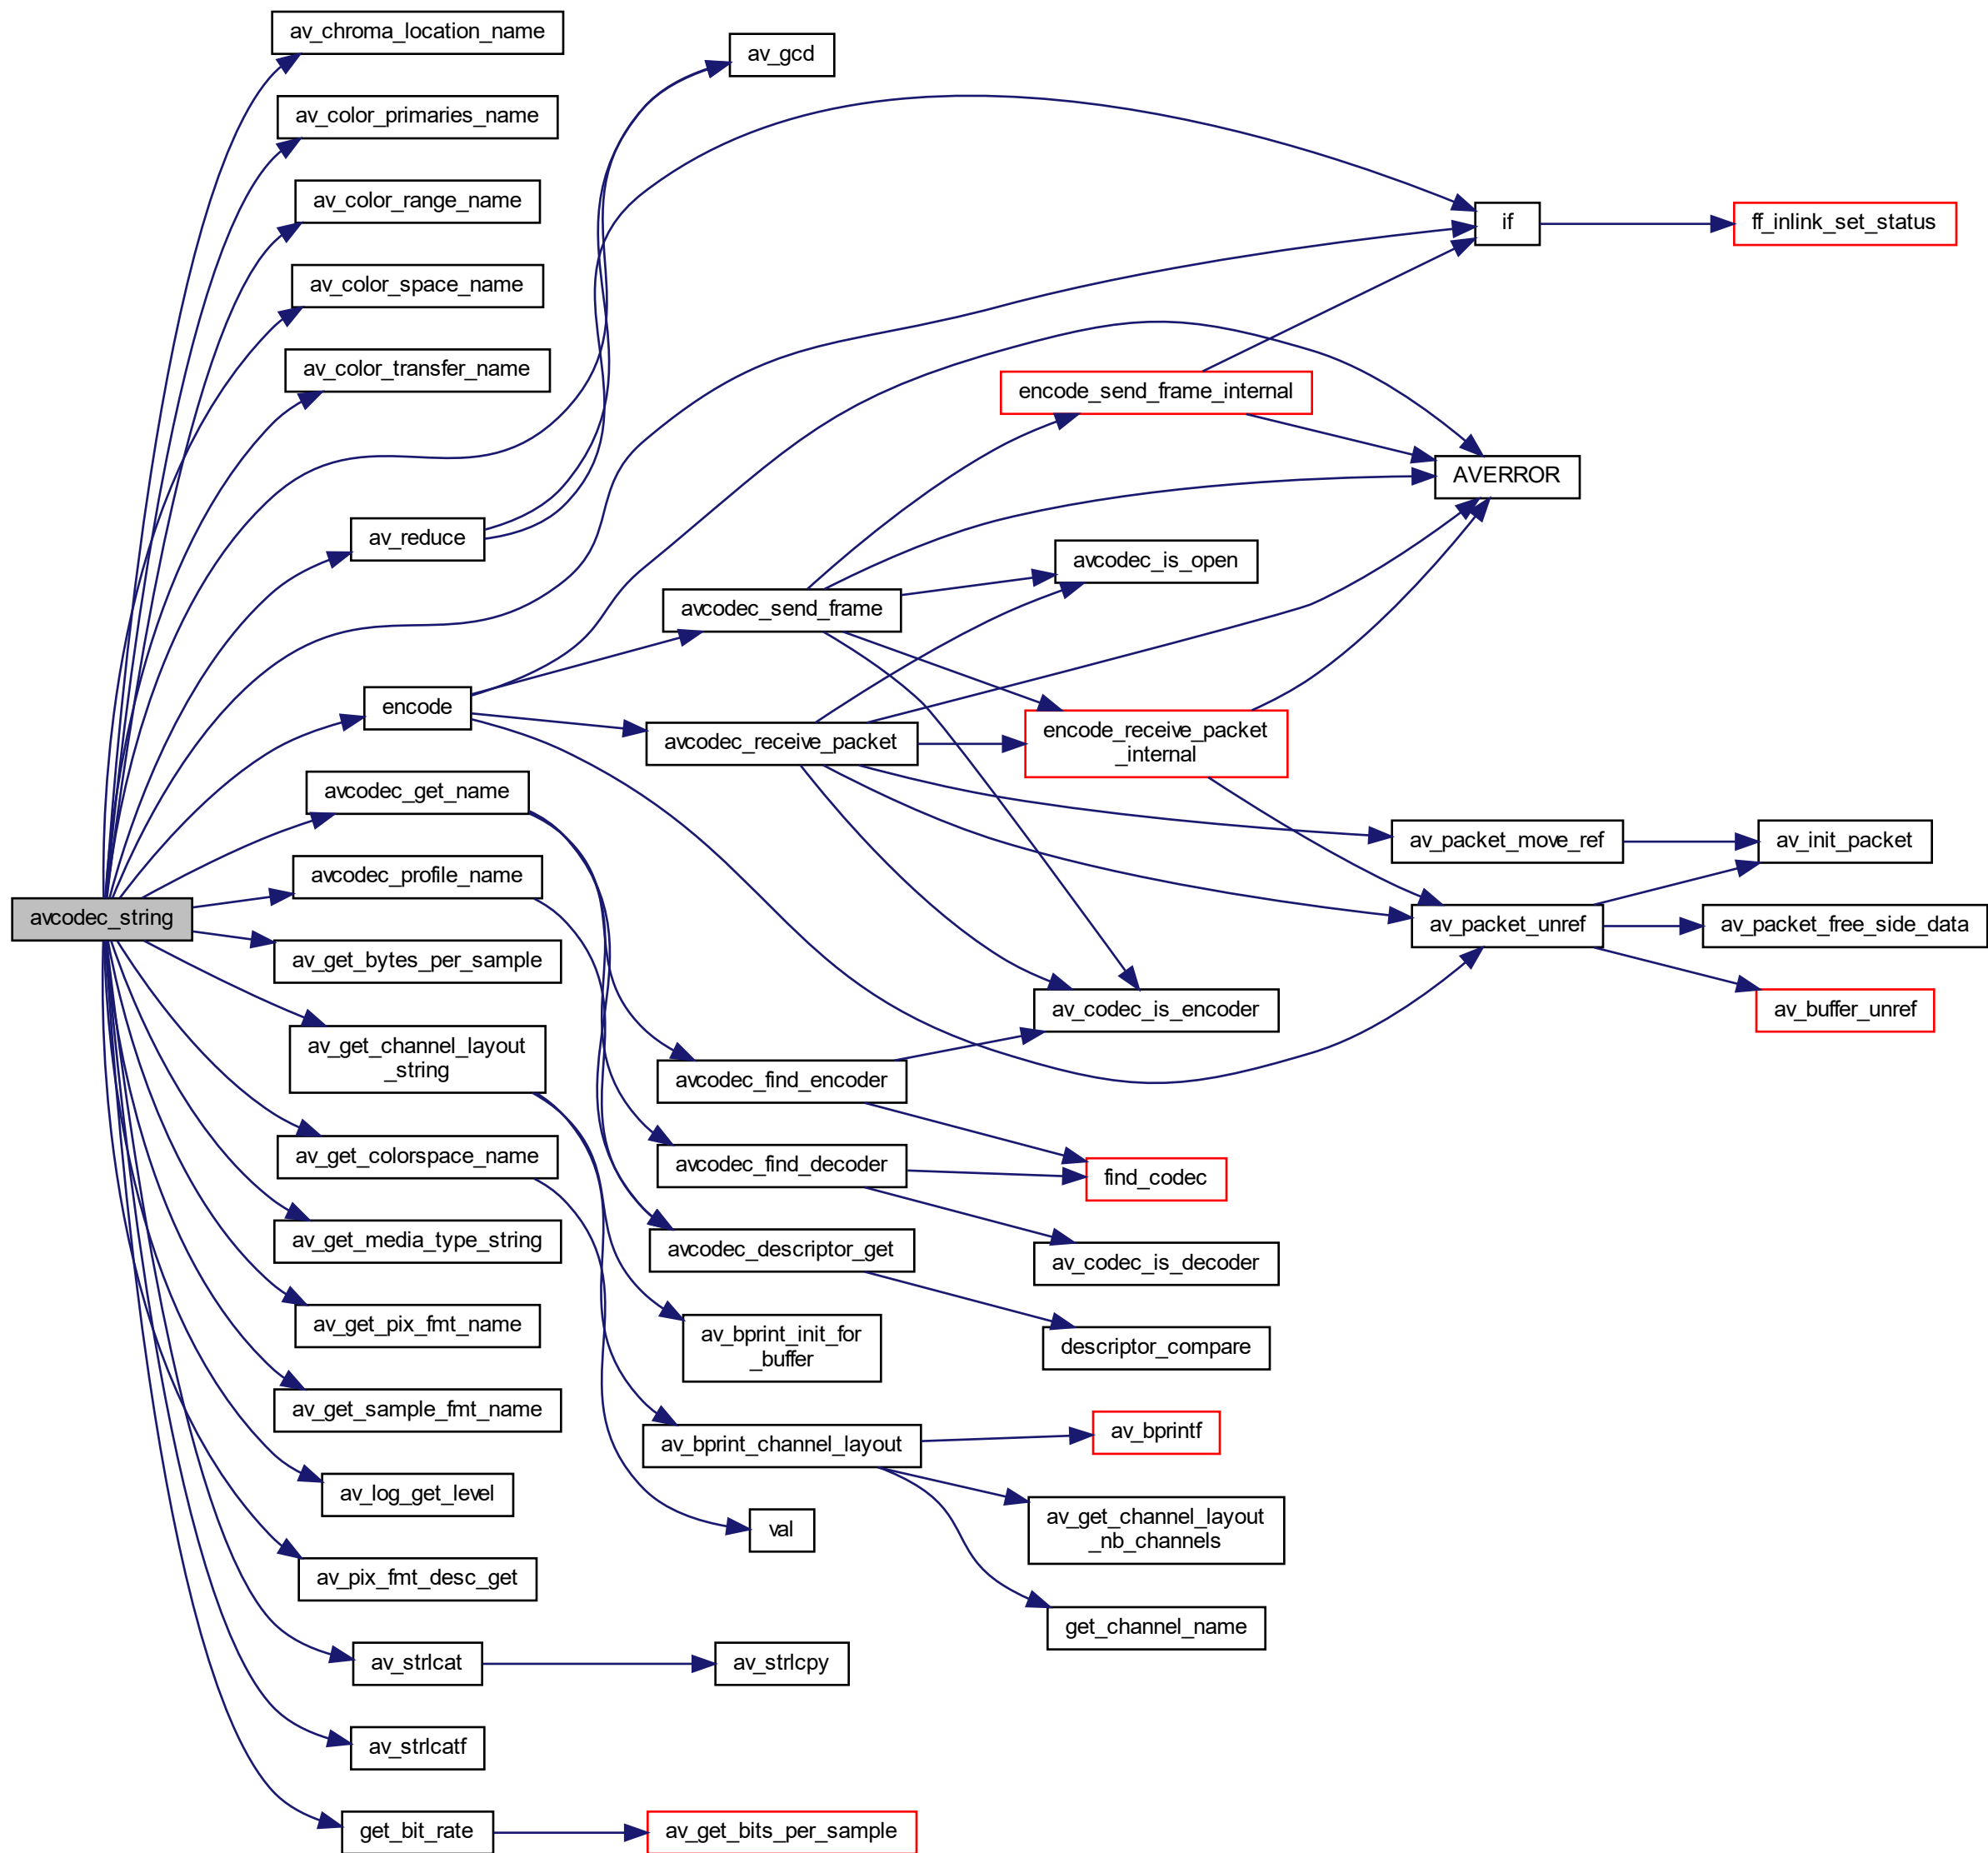 av_chroma_location_name
av_color_primaries_name
av_color_range_name
av_color_space_name
av_color_transfer_name
av_reduce
encode
avcodec_get_name
avcodec_profile_name
avcodec_string
av_get_bytes_per_sample
av_get_channel_layout
_string
av_get_colorspace_name
av_get_media_type_string
av_get_pix_fmt_name
av_get_sample_fmt_name
av_log_get_level
av_pix_fmt_desc_get
av_strlcat
av_strlcatf
get_bit_rate
av_gcd
avcodec_send_frame
avcodec_receive_packet
avcodec_find_encoder
avcodec_find_decoder
avcodec_descriptor_get
av_bprint_init_for
_buffer
av_bprint_channel_layout
val
av_strlcpy
av_get_bits_per_sample
encode_send_frame_internal
avcodec_is_open
encode_receive_packet
_internal
av_codec_is_encoder
find_codec
av_codec_is_decoder
descriptor_compare
av_bprintf
av_get_channel_layout
_nb_channels
get_channel_name
if
AVERROR
av_packet_move_ref
av_packet_unref
ff_inlink_set_status
av_init_packet
av_packet_free_side_data
av_buffer_unref